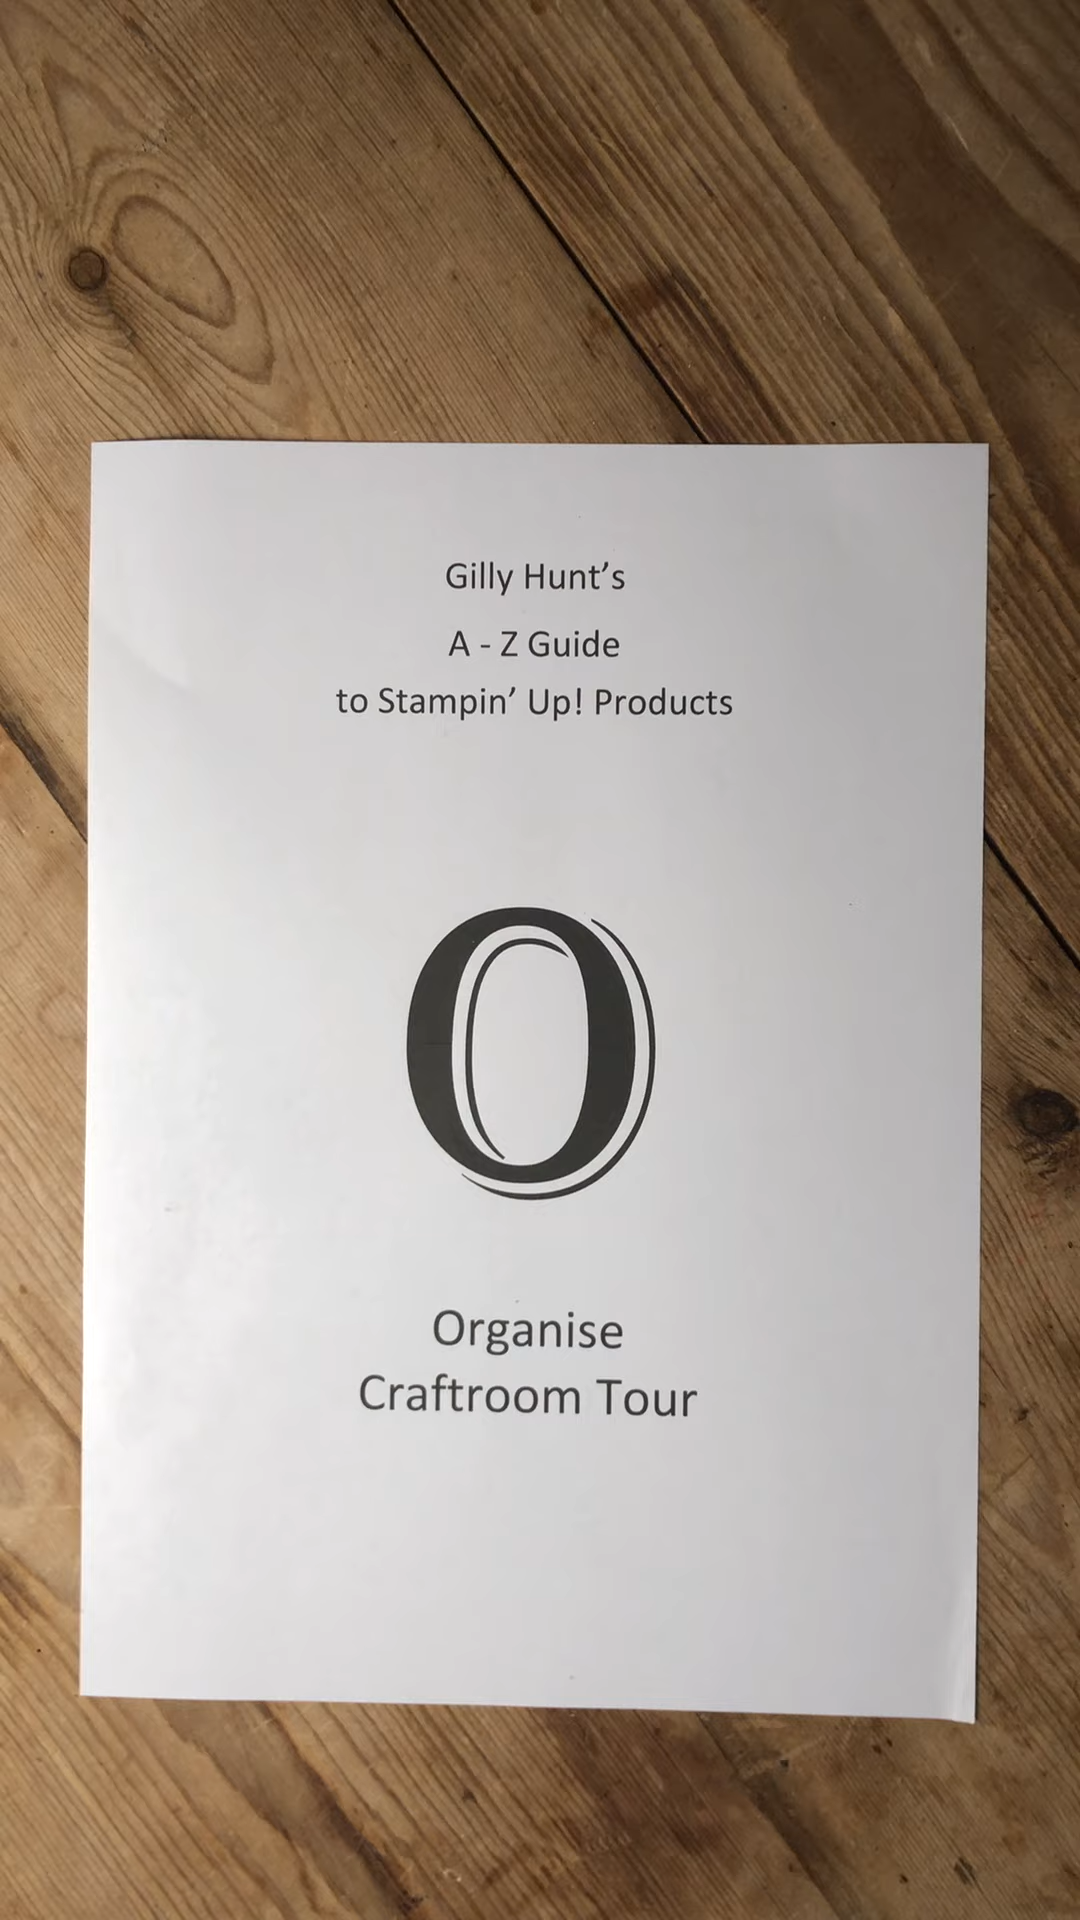 Gilly Hunt’s
A - Z Guide
to Stampin’ Up! Products
O
Organise
Craftroom Tour